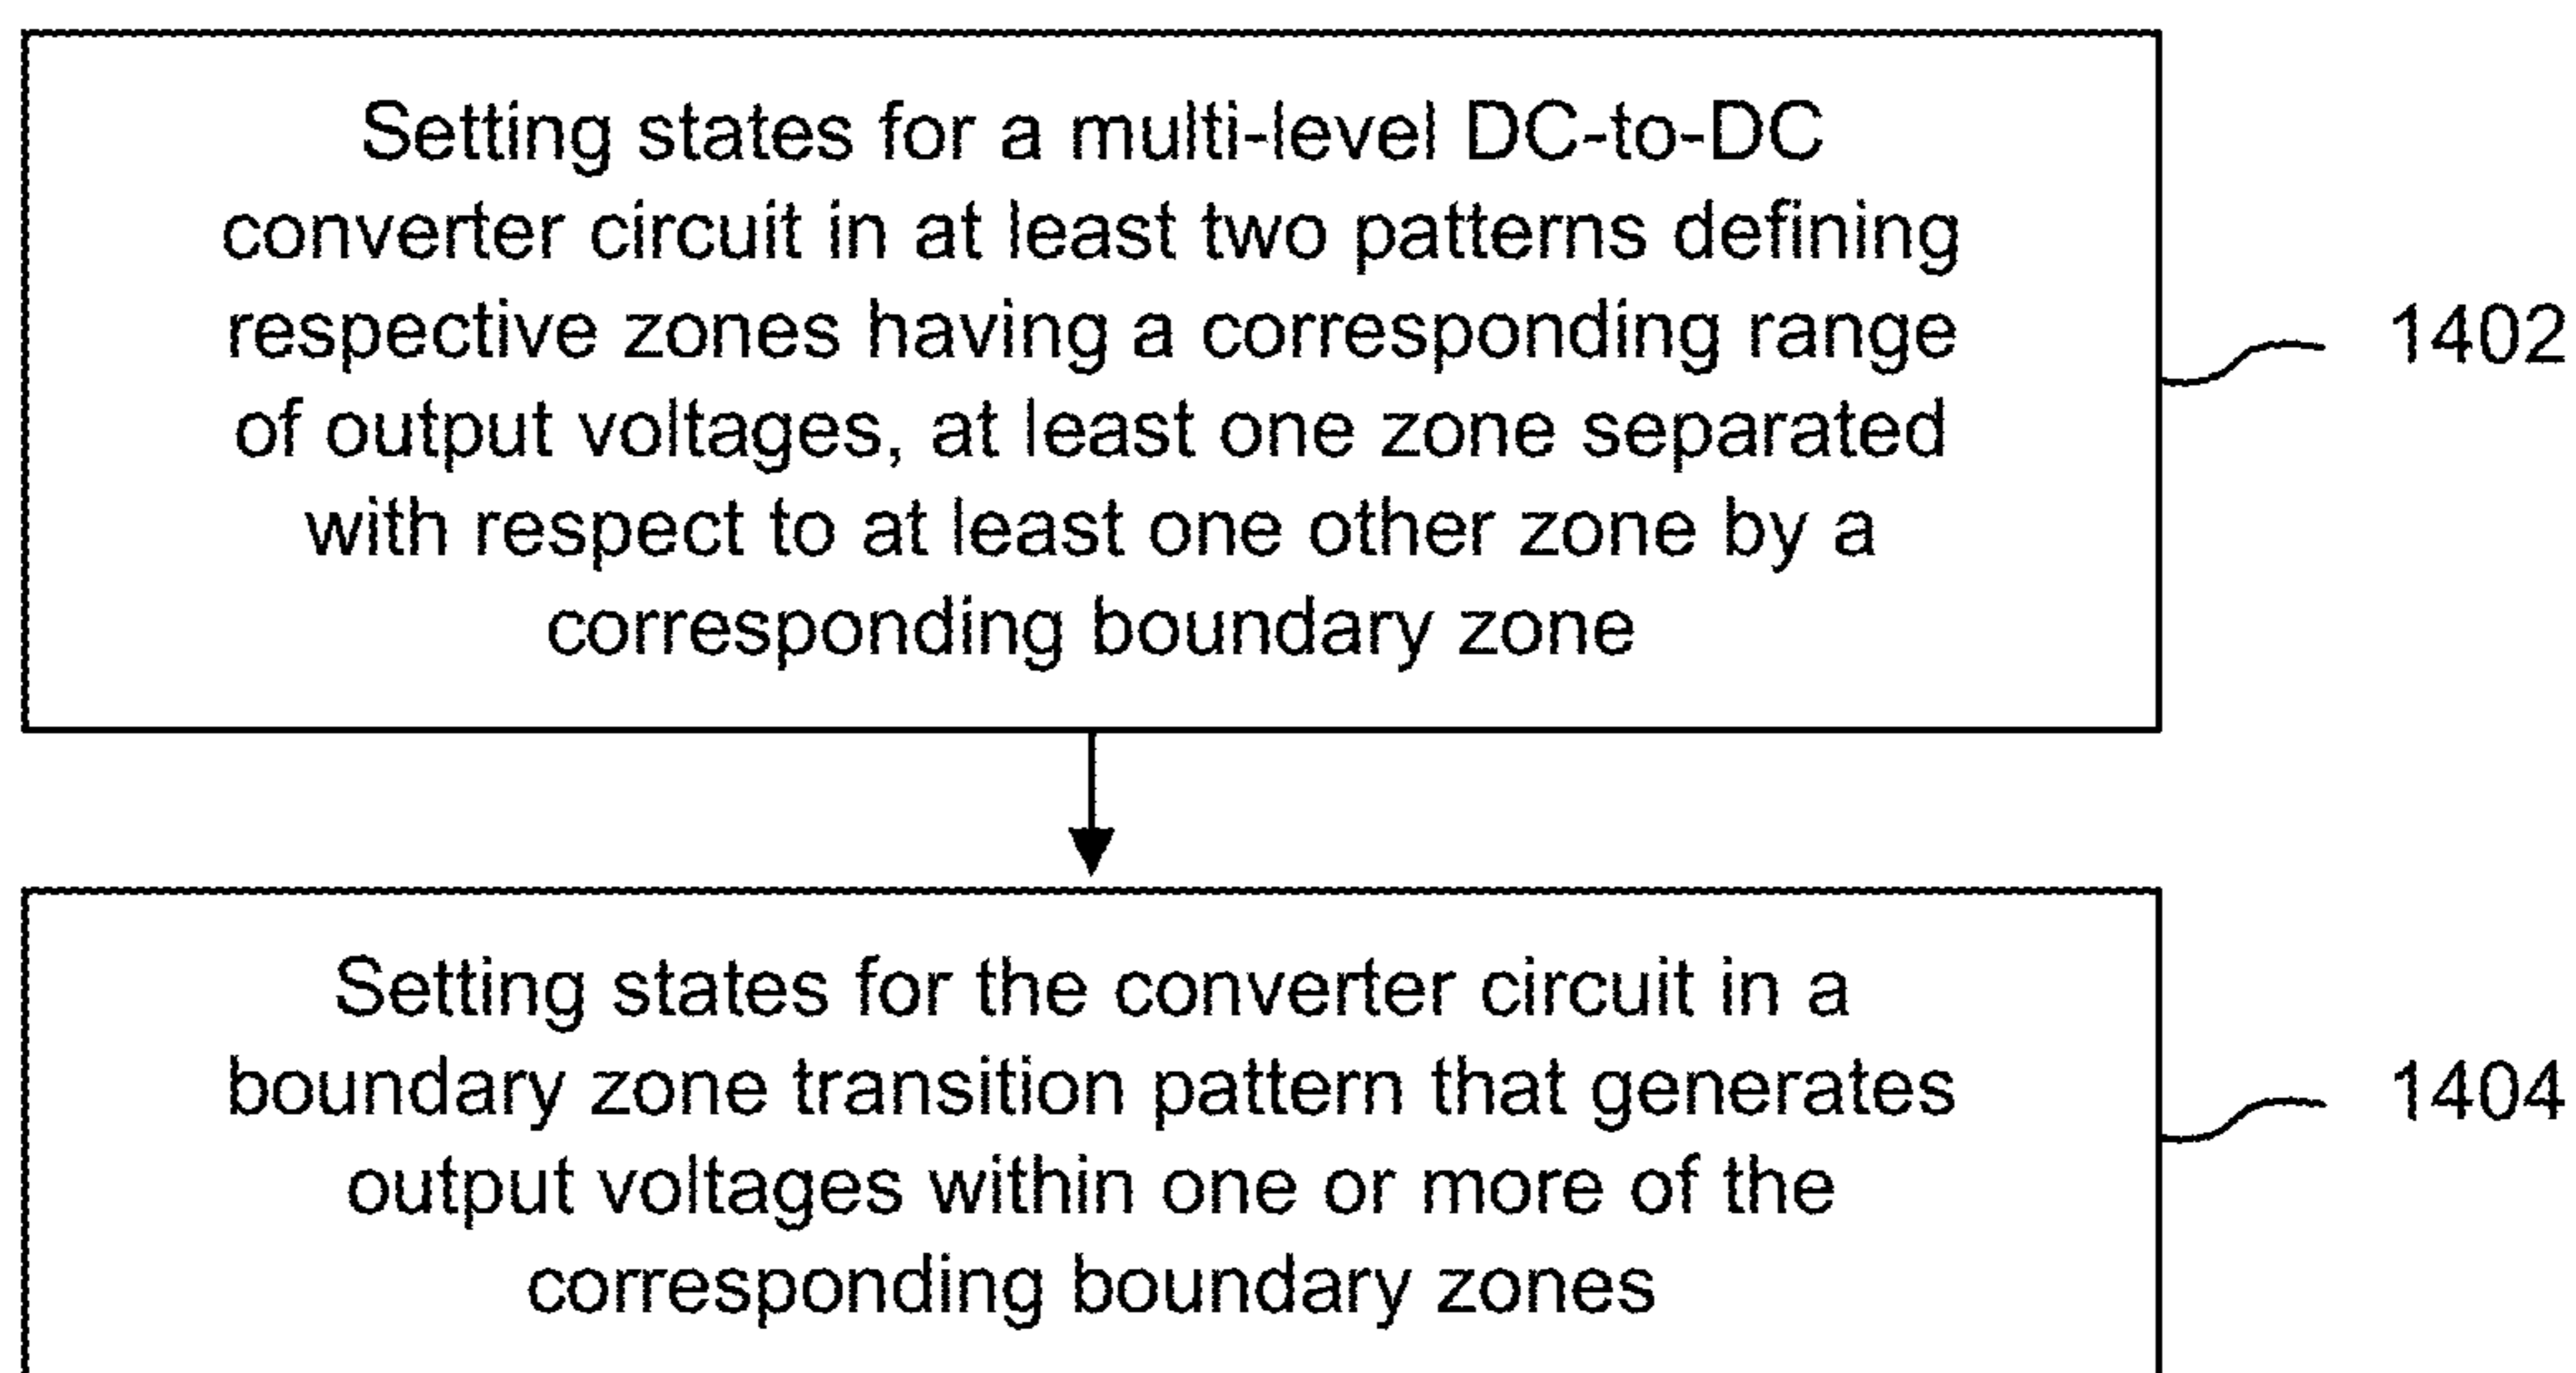 Setting states for a multi-level DC-to-DC
converter circuit in at least two patterns defining
respective zones having a corresponding range
of output voltages, at least one zone separated
with respect to at least one other zone by a
corresponding boundary zone
1402
Setting states for the converter circuit in a
boundary zone transition pattern that generates
output voltages within one or more of the
corresponding boundary zones
1404